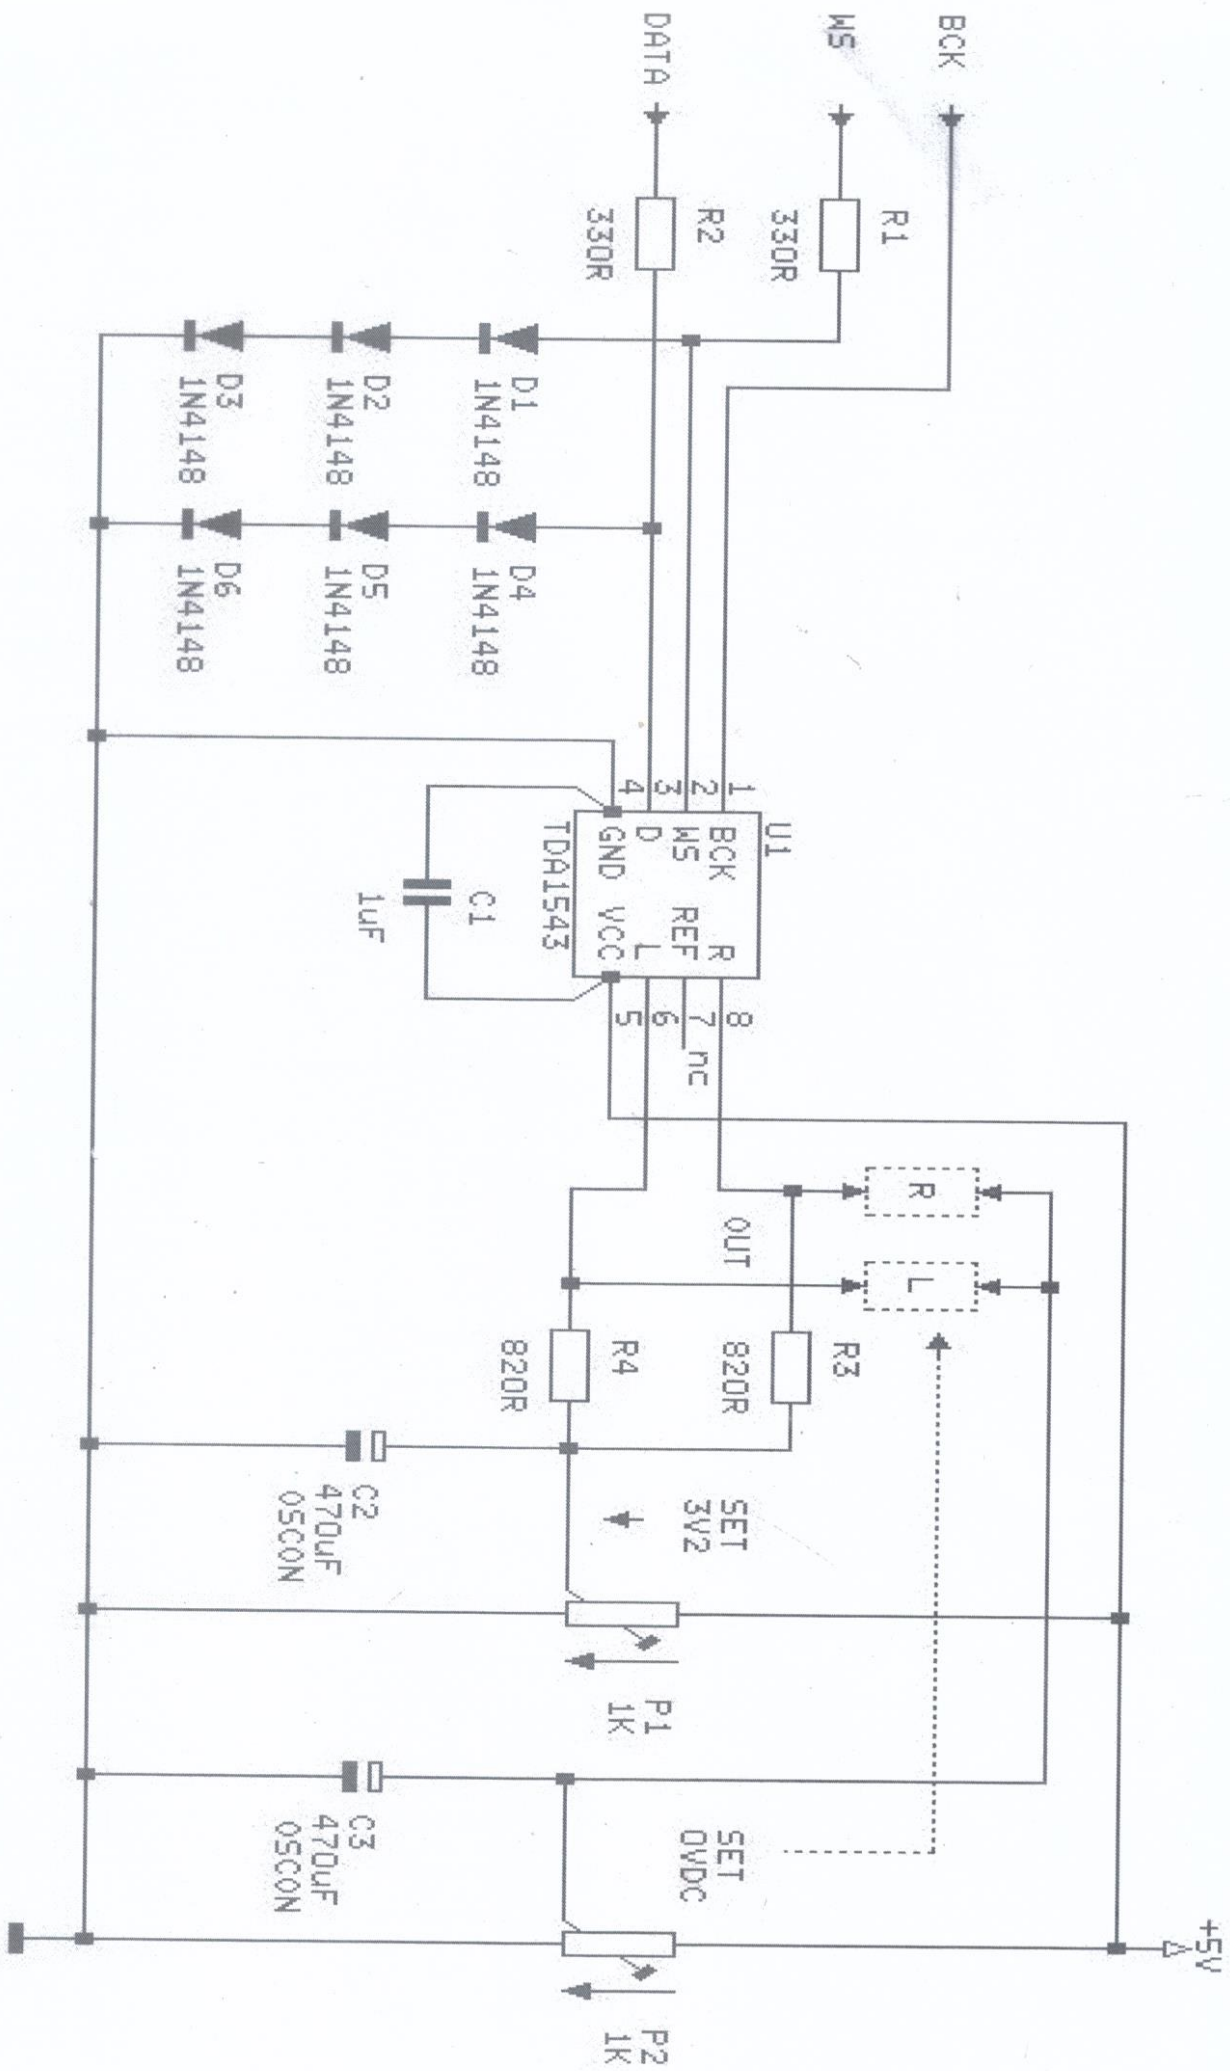 BCK
WS
DATA
R1
330R
R2
330R
D1
1N4148
D2
1N4148
D3
1N4148
D4
1N4148
D5
1N4148
D6
1N4148
U1
1
2
3
4
BCK
WS
D
GND
R
REF
L
VCC
TDA1543
8
7
6
5
nc
C1
1uF
R
L
OUT
R3
820R
R4
820R
SET
3V2
C2
470uF
OSCON
P1
1K
SET
0VDC
C3
470uF
OSCON
P2
1K
+5V